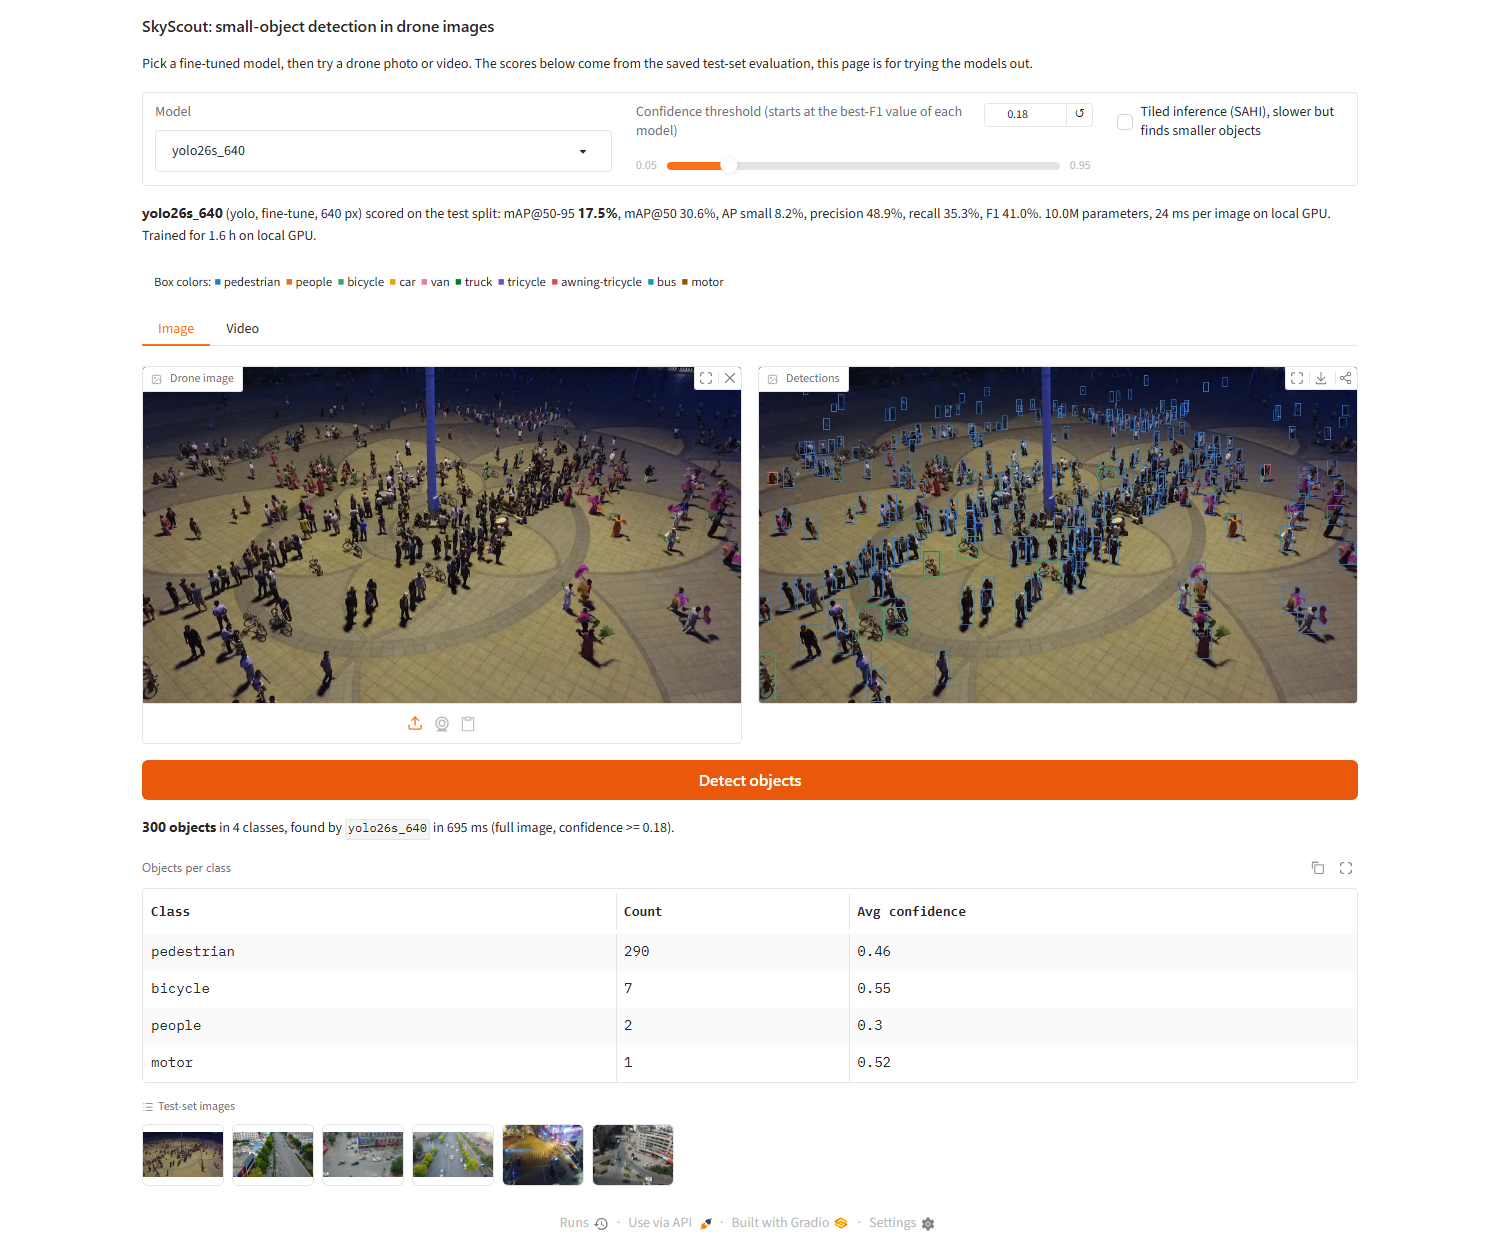 SkyScout: small-object detection in drone images
Pick a fine-tuned model, then try a drone photo or video. The scores below come from the saved test-set evaluation, this page is for trying the models out.
Model
yolo26s_640
Confidence threshold (starts at the best-F1 value of each
model)
0.18
0.05
0.95
Tiled inference (SAHI), slower but
finds smaller objects
yolo26s_640 (yolo, fine-tune, 640 px) scored on the test split: mAP@50-95 17.5%, mAP@50 30.6%, AP small 8.2%, precision 48.9%, recall 35.3%, F1 41.0%. 10.0M parameters, 24 ms per image on local GPU.
Trained for 1.6 h on local GPU.
Box colors: pedestrian people bicycle car van truck tricycle awning-tricycle bus motor
Image Video
Drone image
Detections
Detect objects
300 objects in 4 classes, found by yolo26s_640 in 695 ms (full image, confidence >= 0.18).
Objects per class
Class Count Avg confidence
pedestrian 290 0.46
bicycle 7 0.55
people 2 0.3
motor 1 0.52
Test-set images
Runs · Use via API · Built with Gradio · Settings